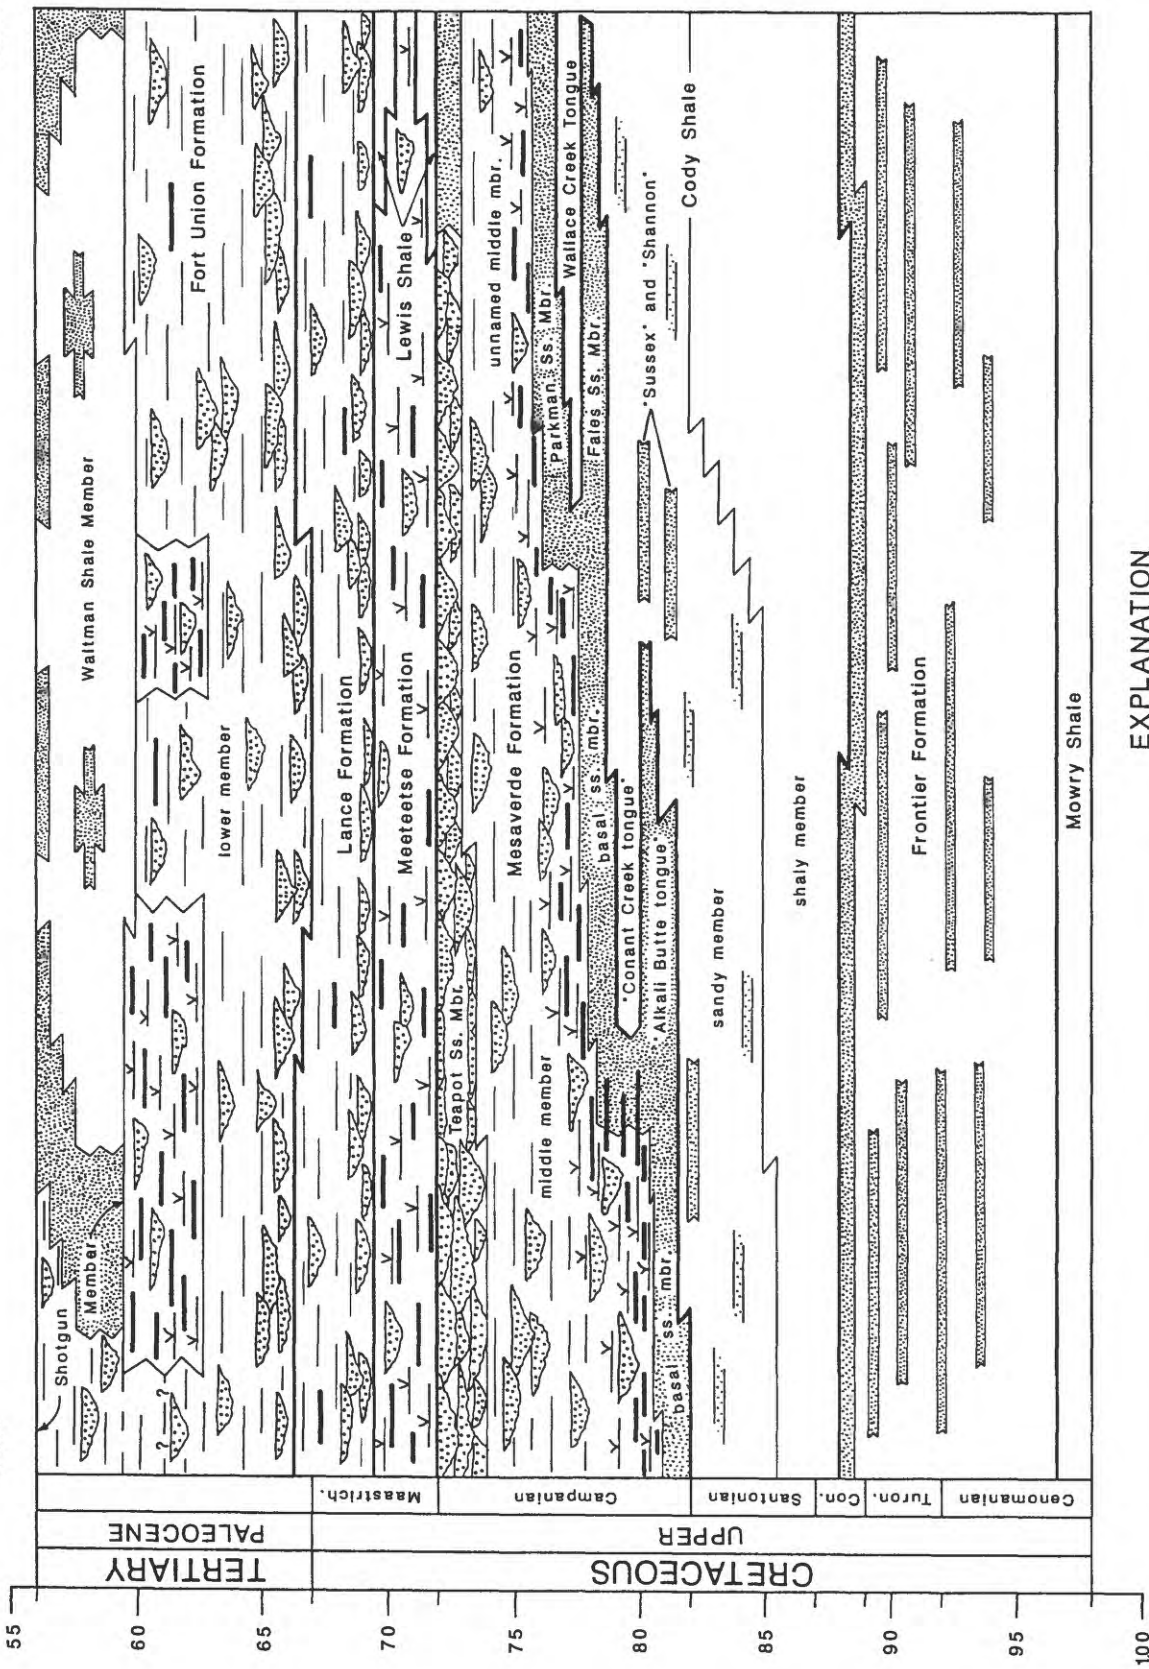 Shotgun
Member
Waltman Shale Member
Fort Union Formation
lower member
?
?
Lance Formation
Lewis Shale
Meeteetse Formation
Teapot Ss. Mbr.
unnamed middle mbr.
Mesaverde Formation
middle member
Parkman Ss. Mbr.
Wallace Creek Tongue
Fales Ss. Mbr.
basal ss. mbr.
"Conant Creek tongue"
"Alkali Butte tongue"
basal ss. mbr.
"Sussex" and "Shannon"
Cody Shale
sandy member
shaly member
Frontier Formation
Mowry Shale
EXPLANATION
Maastrich.
Campanian
Santonian
Con.
Turon.
Cenomanian
PALEOCENE
UPPER
TERTIARY
CRETACEOUS
55
60
65
70
75
80
85
90
95
100